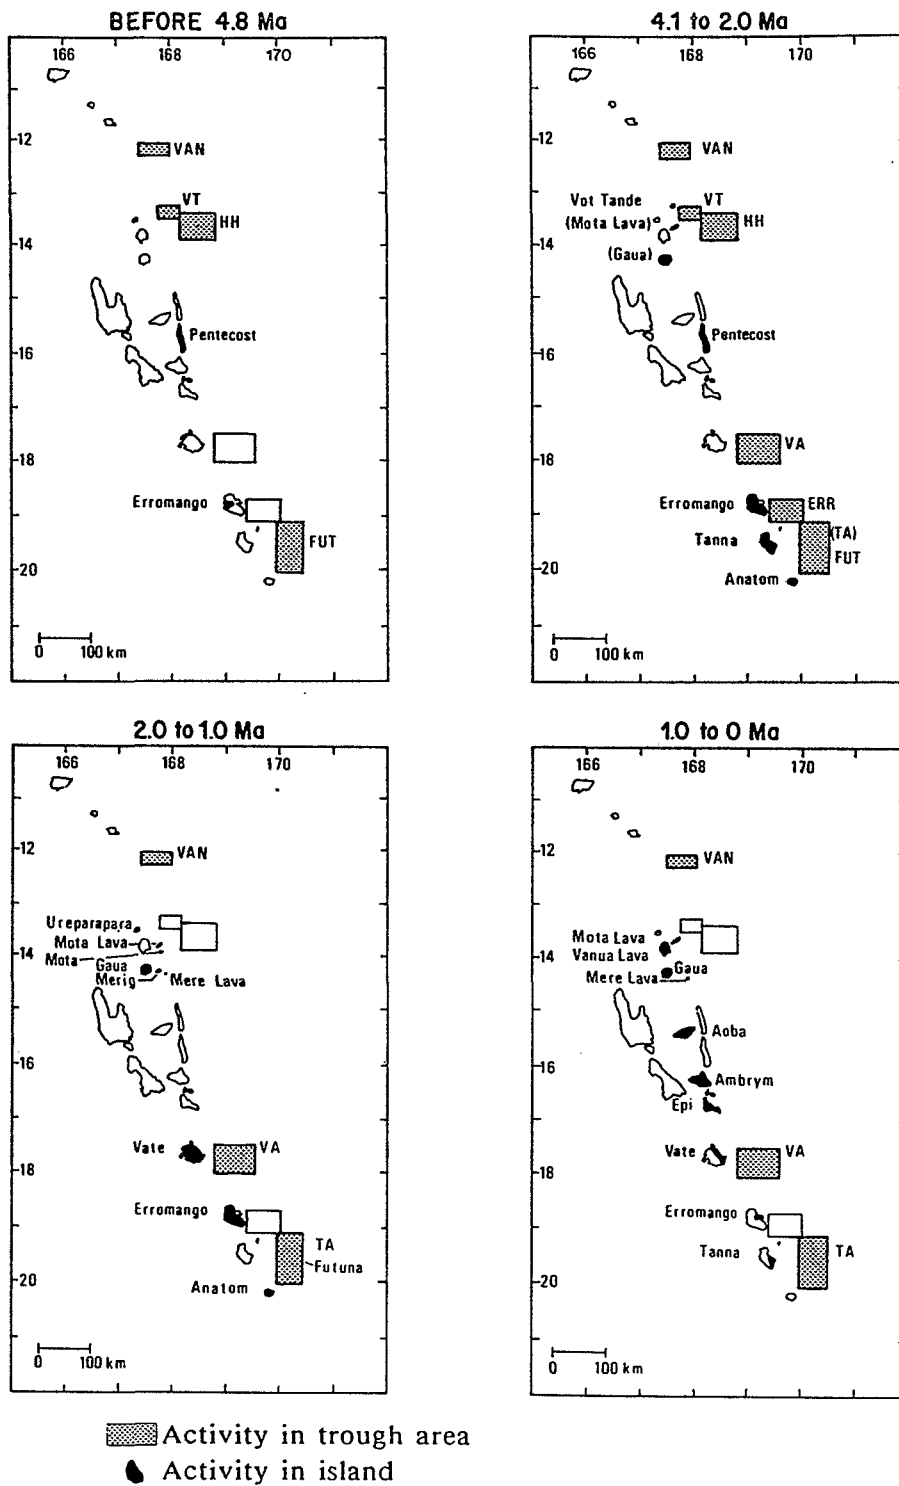 BEFORE 4.8 Ma
166 168 170
-12
VAN
VT
HH
-14
Pentecost
-16
-18
Erromango
FUT
-20
0 100 km
4.1 to 2.0 Ma
166 168 170
-12
VAN
Vot Tande
VT
(Mota Lava)
HH
-14
(Gaua)
Pentecost
-16
VA
-18
Erromango
ERR
Tanna
(TA)
FUT
-20
Anatom
0 100 km
2.0 to 1.0 Ma
166 168 170
-12
VAN
Ureparapara
Mota Lava
-14
Mota
Gaua
Merig
Mere Lava
-16
Vate
VA
-18
Erromango
TA
Futuna
-20
Anatom
0 100 km
1.0 to 0 Ma
166 168 170
-12
VAN
Mota Lava
-14
Vanua Lava
Gaua
Mere Lava
Aoba
-16
Ambrym
Epi
Vate
VA
-18
Erromango
Tanna
TA
-20
0 100 km
Activity in trough area
Activity in island